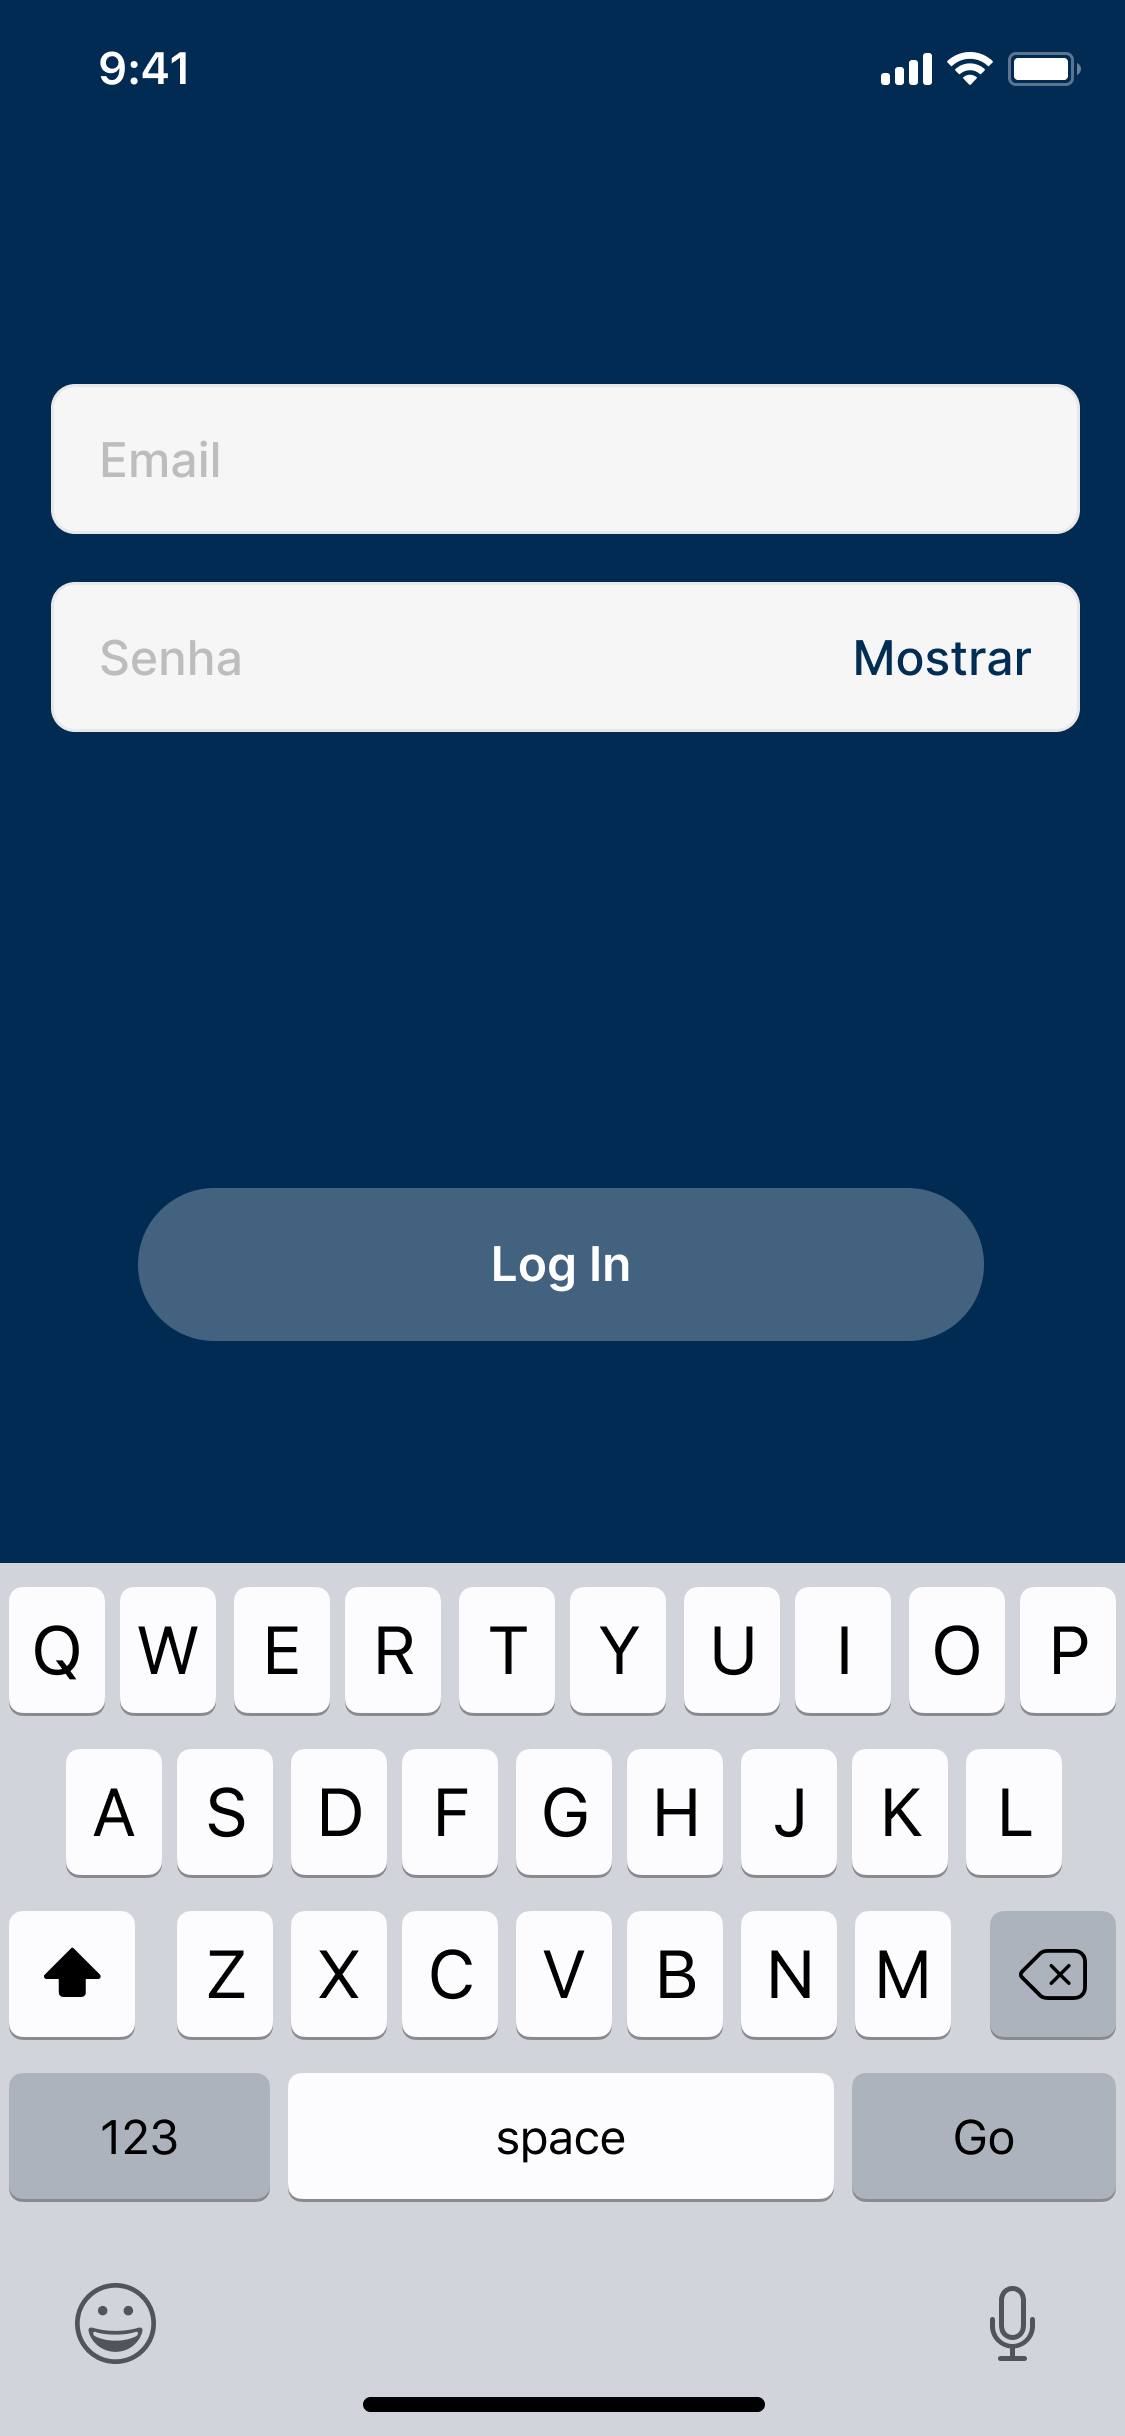 9:41
Email
Senha Mostrar
Log In
Q W E R T Y U I O P
A S D F G H J K L
Z X C V B N M
123 space Go